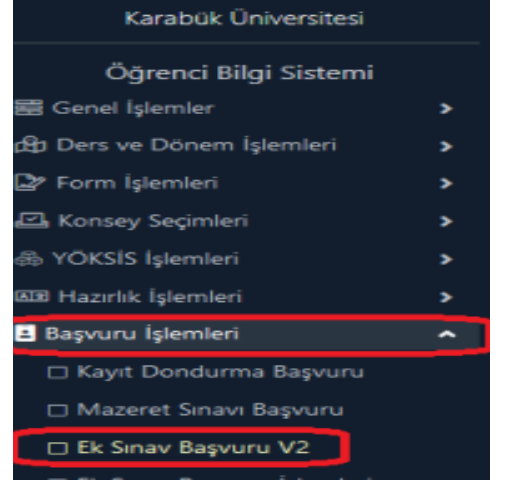 Karabük Üniversitesi
Öğrenci Bilgi Sistemi
Genel İşlemler
Ders ve Dönem İşlemleri
Form İşlemleri
Konsey Seçimleri
YÖKSİS İşlemleri
Hazırlık İşlemleri
Başvuru İşlemleri
Kayıt Dondurma Başvuru
Mazeret Sınavı Başvuru
Ek Sınav Başvuru V2